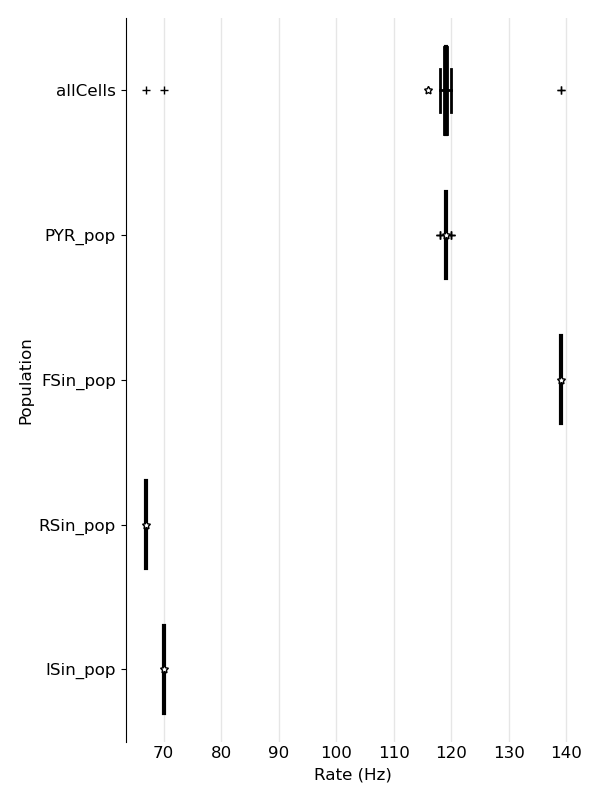 allCells
PYR_pop
FSin_pop
RSin_pop
ISin_pop
Population
70 80 90 100 110 120 130 140
Rate (Hz)